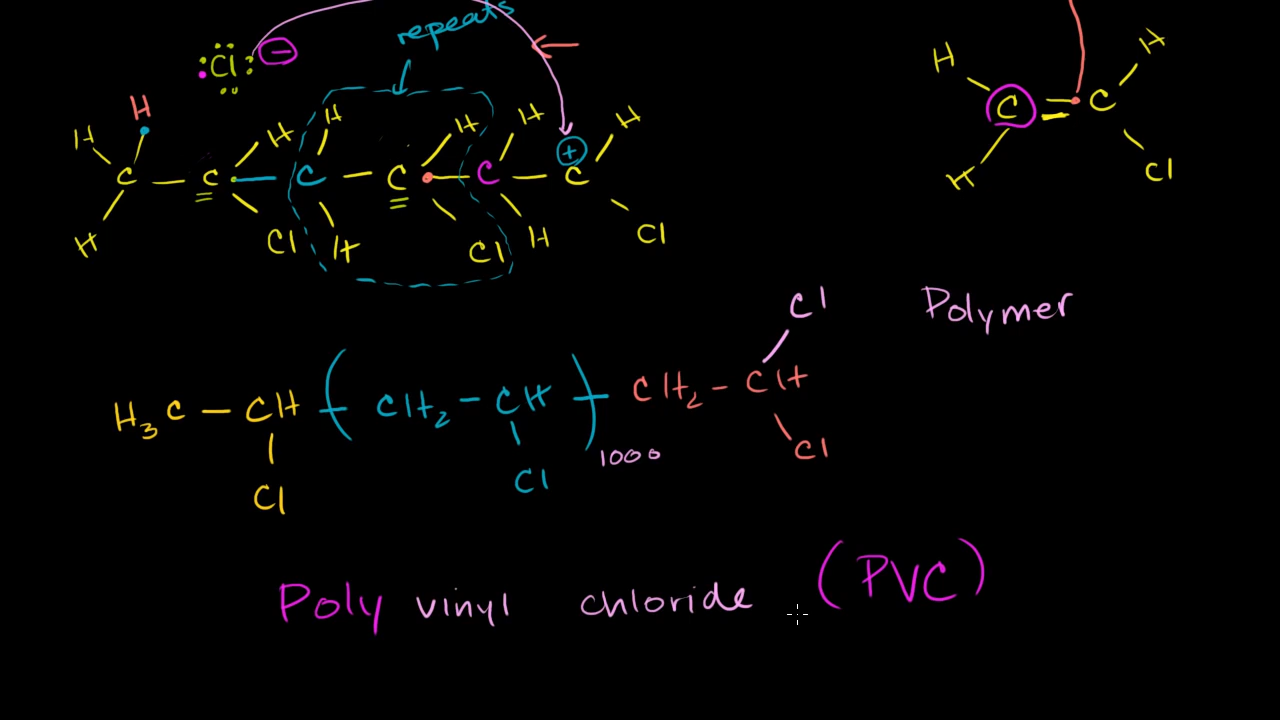 repeats
Cl −
H H H H H H
C — C — C — C — C — C +
H Cl H Cl H Cl
H H
C = C
H Cl
Polymer
Cl
H₃C — CH — ( CH₂ — CH ) — CH₂ — CH
Cl Cl 1000 Cl
Poly vinyl chloride (PVC)